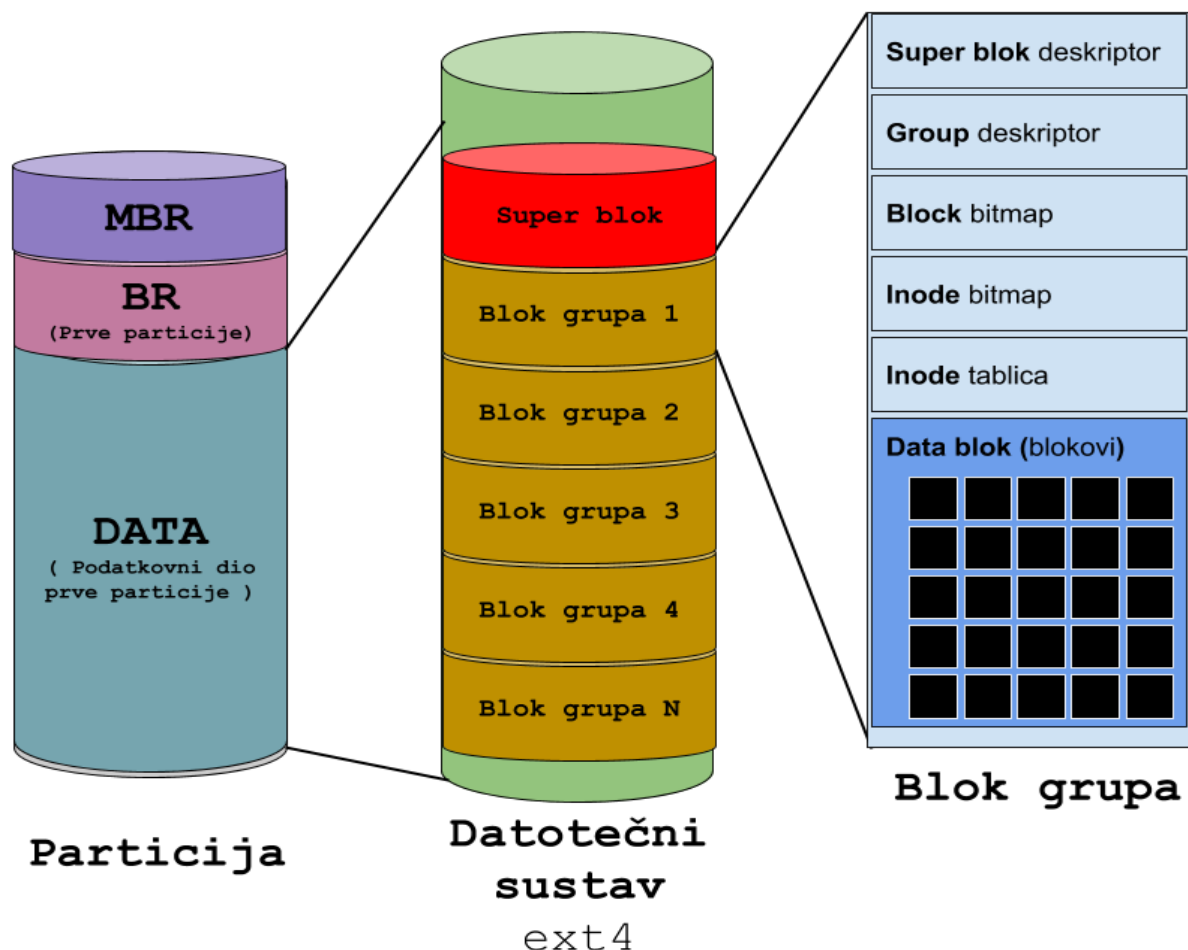 MBR
BR
(Prve particije)
DATA
( Podatkovni dio
prve particije )
Particija
Super blok
Blok grupa 1
Blok grupa 2
Blok grupa 3
Blok grupa 4
Blok grupa N
Datotečni
sustav
ext4
Super blok deskriptor
Group deskriptor
Block bitmap
Inode bitmap
Inode tablica
Data blok (blokovi)
Blok grupa